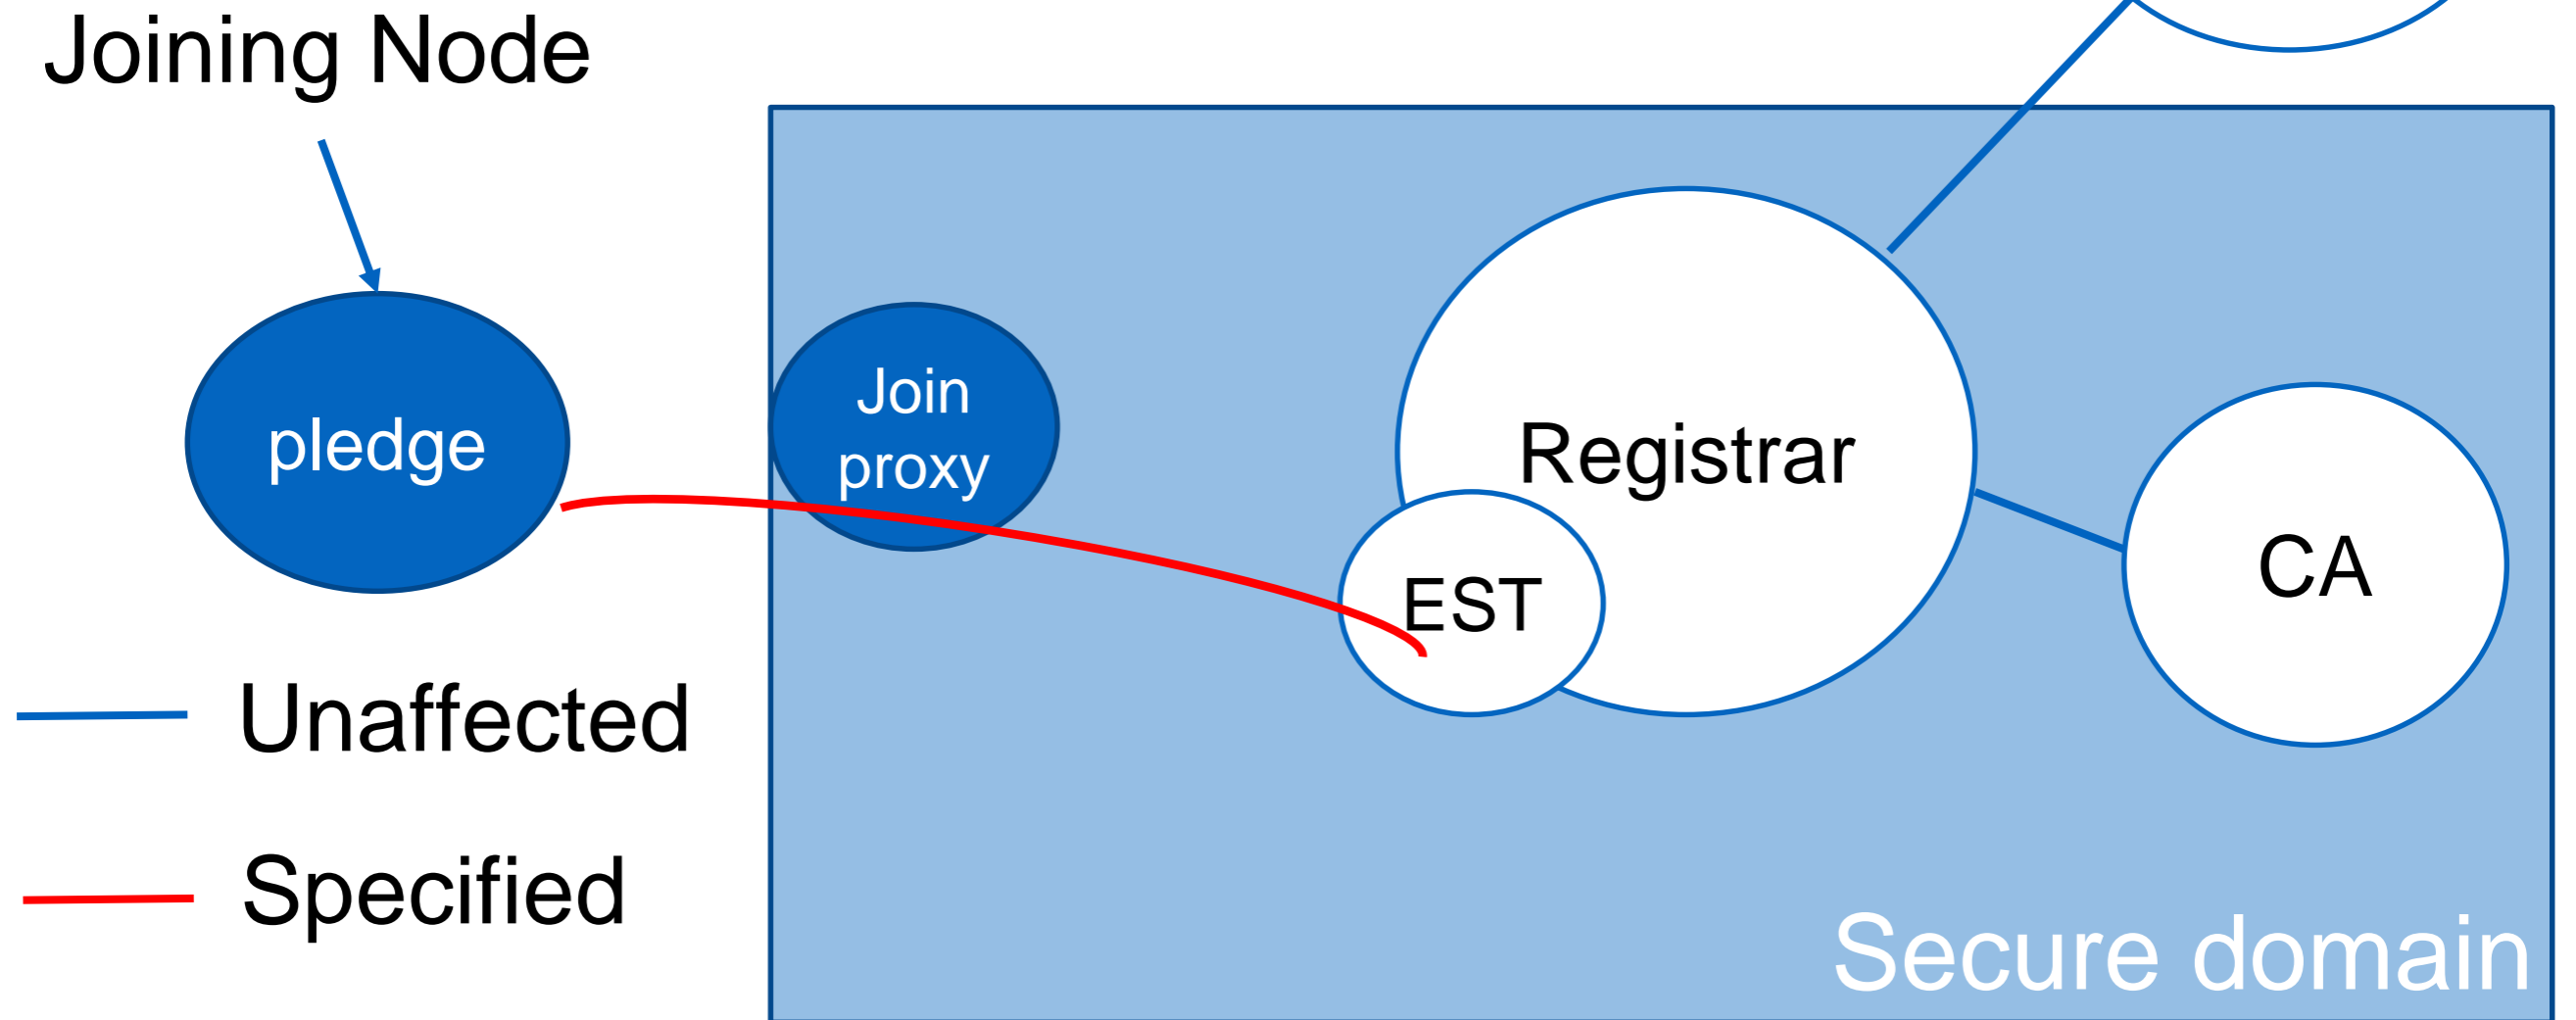 Joining Node
pledge
Join
proxy
Registrar
EST
CA
Unaffected
Specified
Secure domain